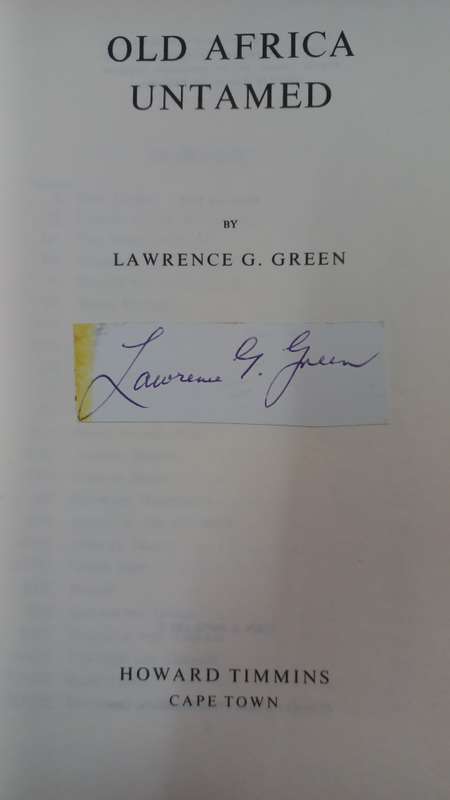 OLD AFRICA
UNTAMED
BY
LAWRENCE G. GREEN
Lawrence G. Green
HOWARD TIMMINS
CAPE TOWN